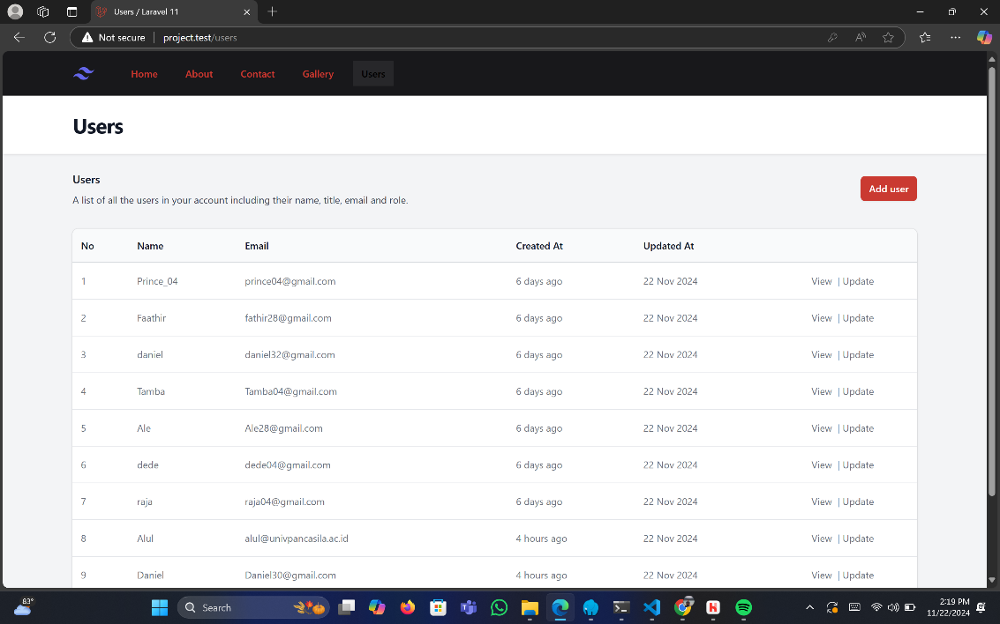 Users / Laravel 11
Not secure project.test/users
Home About Contact Gallery Users
Users
Users
A list of all the users in your account including their name, title, email and role.
Add user
No Name Email Created At Updated At
1 Prince_04 prince04@gmail.com 6 days ago 22 Nov 2024 View | Update
2 Faathir fathir28@gmail.com 6 days ago 22 Nov 2024 View | Update
3 daniel daniel32@gmail.com 6 days ago 22 Nov 2024 View | Update
4 Tamba Tamba04@gmail.com 6 days ago 22 Nov 2024 View | Update
5 Ale Ale28@gmail.com 6 days ago 22 Nov 2024 View | Update
6 dede dede04@gmail.com 6 days ago 22 Nov 2024 View | Update
7 raja raja04@gmail.com 6 days ago 22 Nov 2024 View | Update
8 Alul alul@univpancasila.ac.id 4 hours ago 22 Nov 2024 View | Update
9 Daniel Daniel30@gmail.com 4 hours ago 22 Nov 2024 View | Update
83°
Search
2:19 PM
11/22/2024